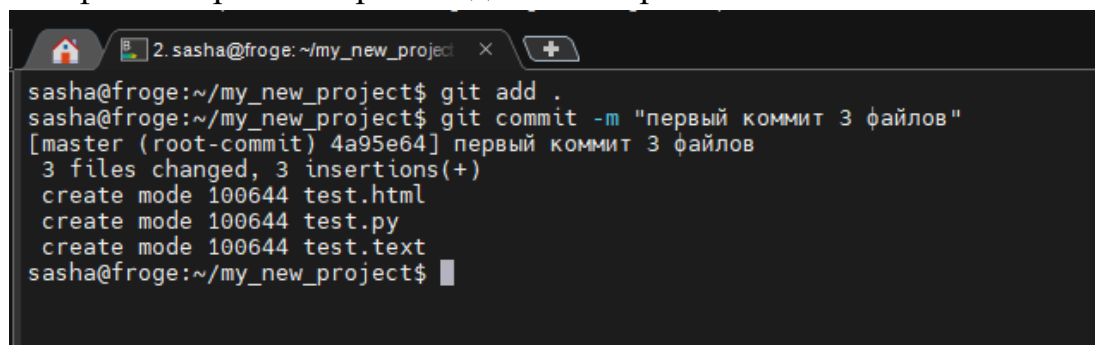 2. sasha@froge: ~/my_new_project
sasha@froge:~/my_new_project$ git add .
sasha@froge:~/my_new_project$ git commit -m "первый коммит 3 файлов"
[master (root-commit) 4a95e64] первый коммит 3 файлов
3 files changed, 3 insertions(+)
create mode 100644 test.html
create mode 100644 test.py
create mode 100644 test.text
sasha@froge:~/my_new_project$